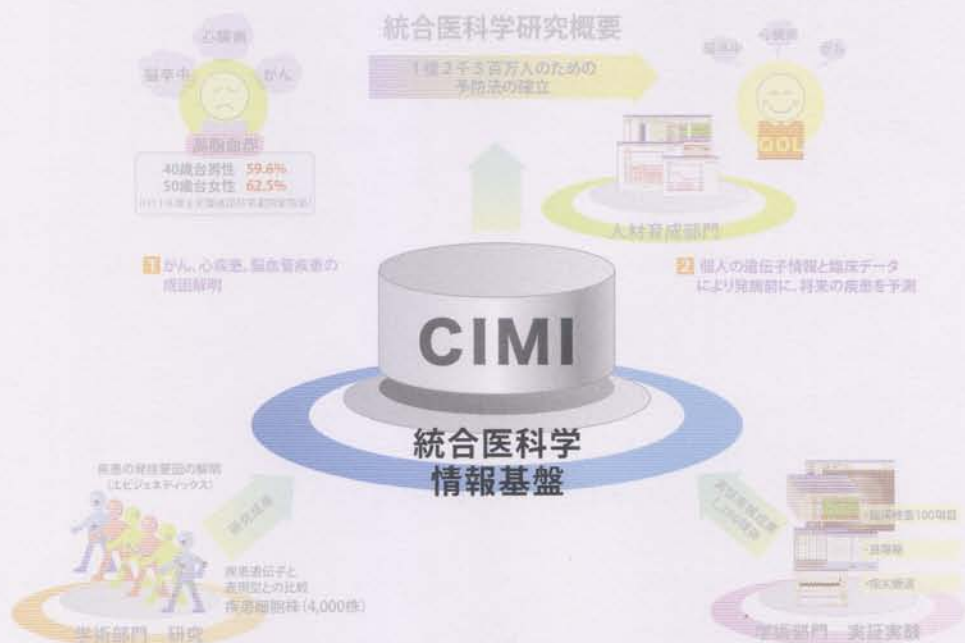 統合医科学研究概要
心臓病
脳卒中
がん
1億2千3百万人のための
予防法の確立
脳卒中
心臓病
がん
QOL
高脂血症
40歳台男性 59.6%
50歳台女性 62.5%
人材育成部門
1 がん、心疾患、脳血管疾患の
成因解明
2 個人の遺伝子情報と臨床データ
により発病前に、将来の疾患を予測
CIMI
統合医科学
情報基盤
疾患の発症要因の解明
(エピジェネティックス)
研究成果
疾患遺伝子と
表現型との比較
疾患細胞株(4,000株)
学術部門 研究
・臨床検査100項目
学術部門 実証実験